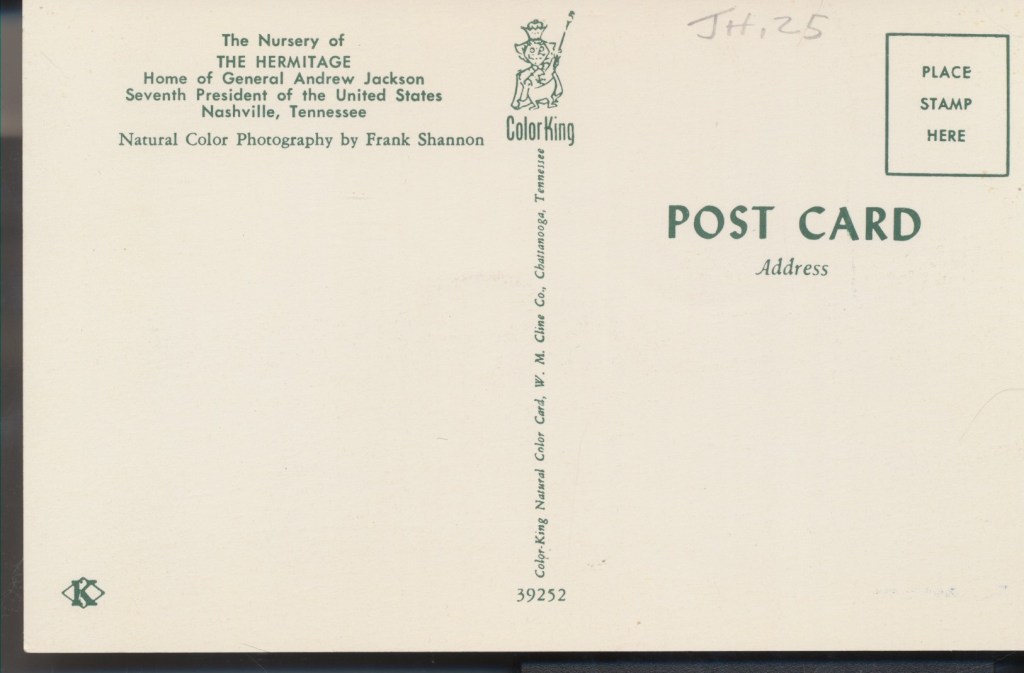 The Nursery of
THE HERMITAGE
Home of General Andrew Jackson
Seventh President of the United States
Nashville, Tennessee
Natural Color Photography by Frank Shannon
ColorKing
Color-King Natural Color Card, W. M. Cline Co., Chattanooga, Tennessee
39252
K
JH.25
PLACE
STAMP
HERE
POST CARD
Address